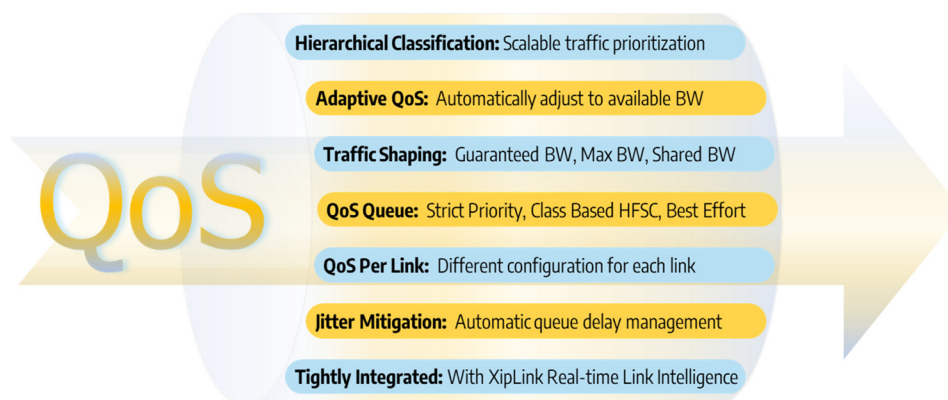 QoS
Hierarchical Classification: Scalable traffic prioritization
Adaptive QoS: Automatically adjust to available BW
Traffic Shaping: Guaranteed BW, Max BW, Shared BW
QoS Queue: Strict Priority, Class Based HFSC, Best Effort
QoS Per Link: Different configuration for each link
Jitter Mitigation: Automatic queue delay management
Tightly Integrated: With XipLink Real-time Link Intelligence